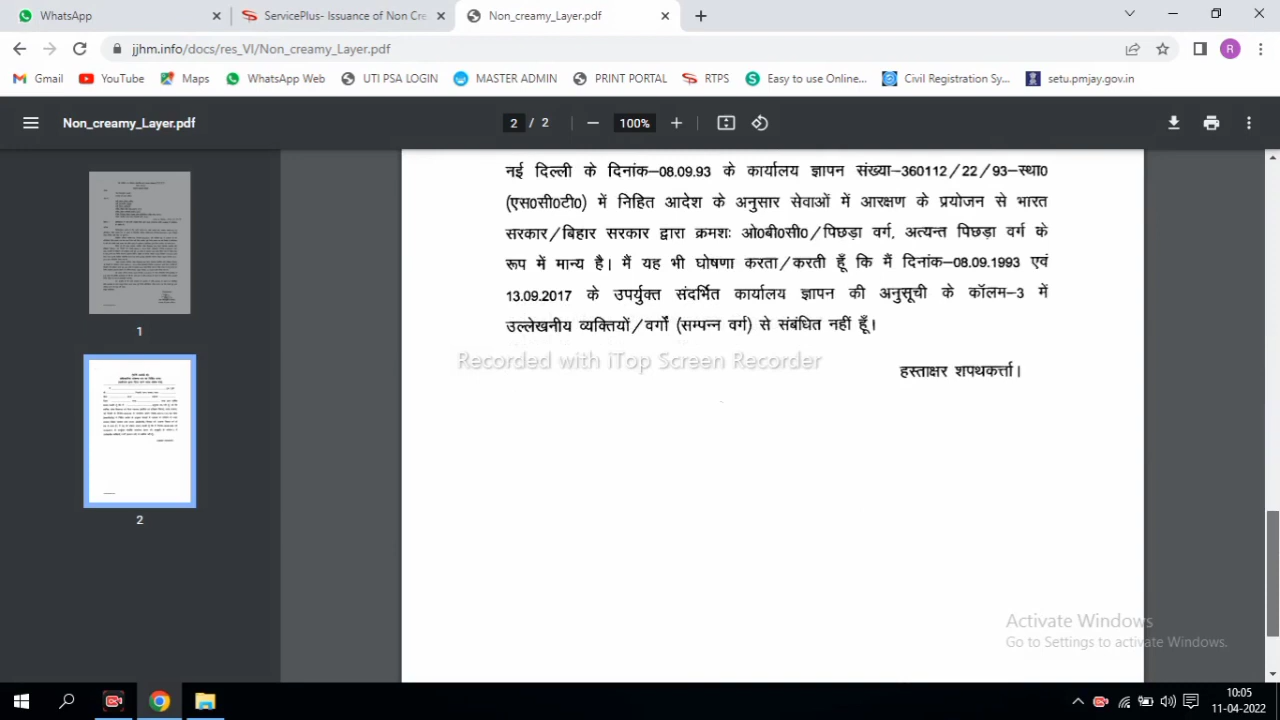 WhatsApp
ServicePlus- Issuance of Non Cre
Non_creamy_Layer.pdf
jjhm.info/docs/res_VI/Non_creamy_Layer.pdf
R
Gmail YouTube Maps WhatsApp Web UTI PSA LOGIN MASTER ADMIN PRINT PORTAL RTPS Easy to use Online... Civil Registration Sy... setu.pmjay.gov.in
Non_creamy_Layer.pdf 2 / 2 100%
1
2
नई दिल्ली के दिनांक–08.09.93 के कार्यालय ज्ञापन संख्या–360112/22/93–स्था0
(एस0सी0टी0) में निहित आदेश के अनुसार सेवाओं में आरक्षण के प्रयोजन से भारत
सरकार/बिहार सरकार द्वारा क्रमशः ओ0बी0सी0/पिछड़ा वर्ग, अत्यन्त पिछड़ा वर्ग के
रूप में मान्य है। मैं यह भी घोषणा करता/करती हूँ कि मैं दिनांक–08.09.1993 एवं
13.09.2017 के उपर्युक्त संदर्भित कार्यालय ज्ञापन की अनुसूची के कॉलम–3 में
उल्लेखनीय व्यक्तियों/वर्गों (सम्पन्न वर्ग) से संबंधित नहीं हूँ।
Recorded with iTop Screen Recorder
हस्ताक्षर शपथकर्त्ता।
Activate Windows
Go to Settings to activate Windows.
10:05
11-04-2022